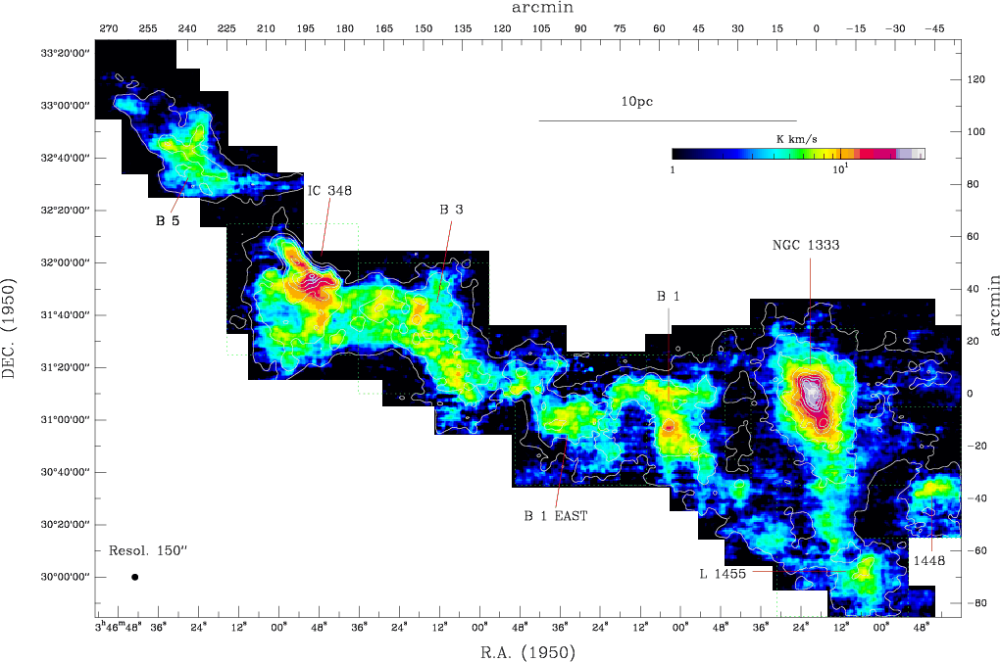 arcmin
270 255 240 225 210 195 180 165 150 135 120 105 90 75 60 45 30 15 0 −15 −30 −45
33°20'00"
33°00'00"
32°40'00"
32°20'00"
32°00'00"
31°40'00"
31°20'00"
31°00'00"
30°40'00"
30°20'00"
30°00'00"
DEC. (1950)
10pc
K km/s
1
10¹
B 5
IC 348
B 3
NGC 1333
B 1
B 1 EAST
1448
L 1455
Resol. 150"
120
100
80
60
40
20
0
−20
−40
−60
−80
arcmin
3ʰ46ᵐ48ˢ 36ˢ 24ˢ 12ˢ 00ˢ 48ˢ 36ˢ 24ˢ 12ˢ 00ˢ 48ˢ 36ˢ 24ˢ 12ˢ 00ˢ 48ˢ 36ˢ 24ˢ 12ˢ 00ˢ 48ˢ
R.A. (1950)